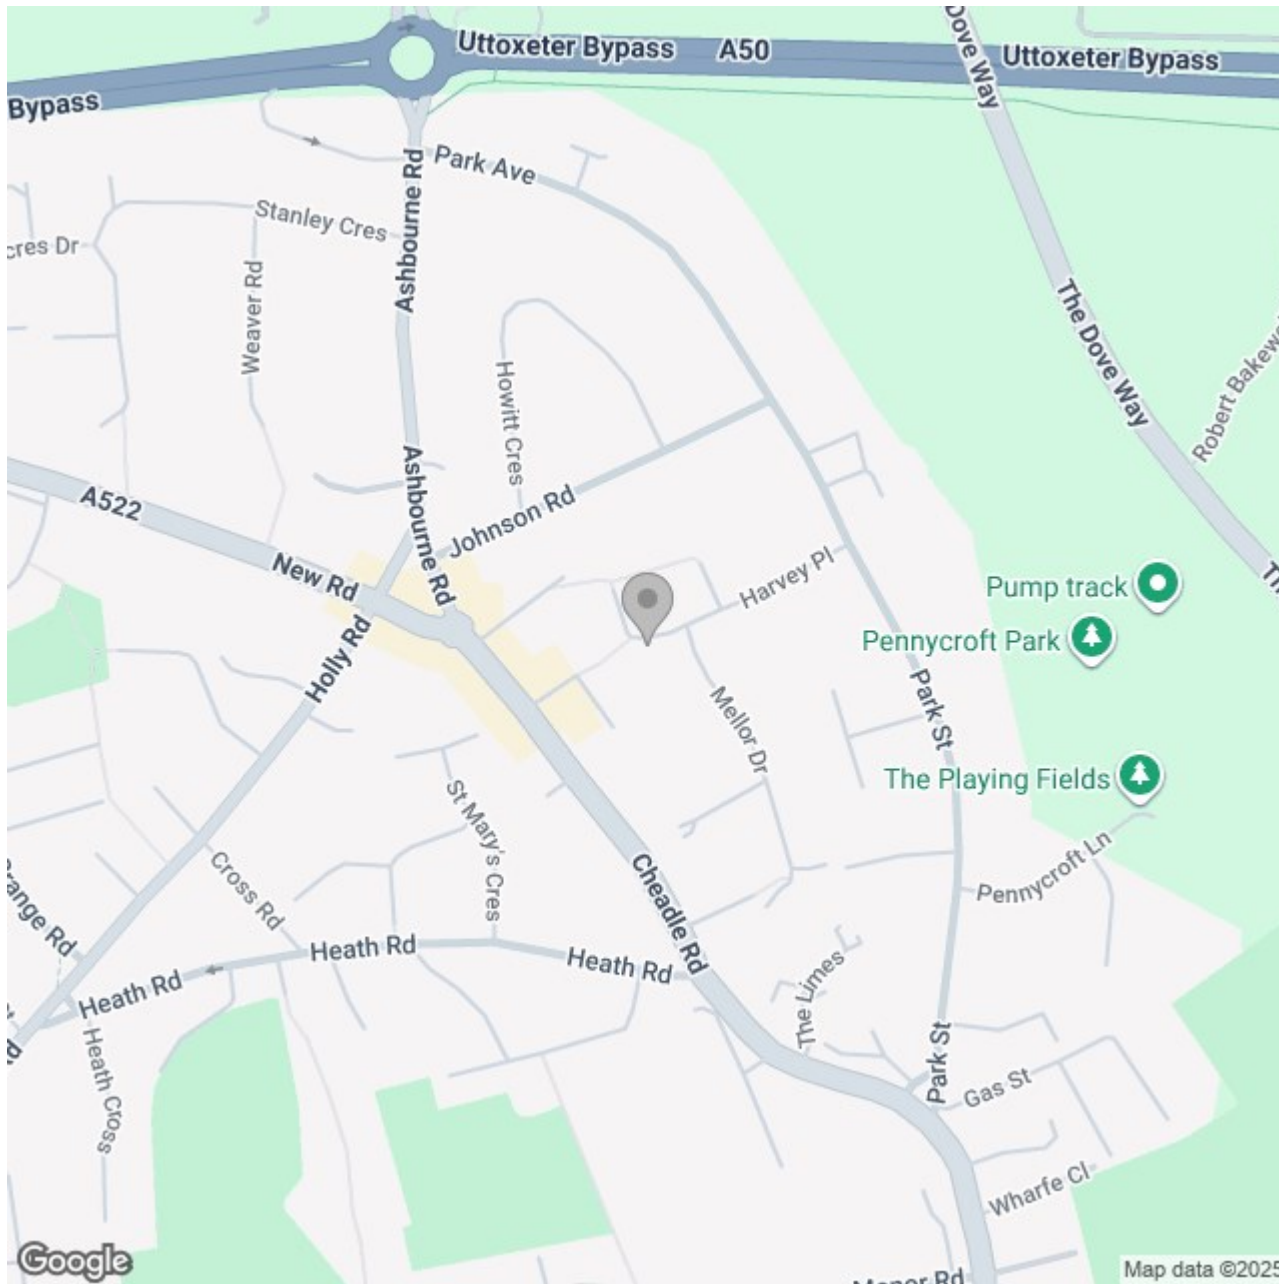 Uttoxeter Bypass
A50
Uttoxeter Bypass
Bypass
Dove Way
Park Ave
Ashbourne Rd
Stanley Cres
cres Dr
Weaver Rd
The Dove Way
Robert Bakewe
Howitt Cres
Ashbourne Rd
A522
Johnson Rd
New Rd
Harvey Pl
Pump track
Pennycroft Park
Holly Rd
Mellor Dr
Park St
The Playing Fields
St Mary's Cres
Cross Rd
Cheadle Rd
Pennycroft Ln
Grange Rd
Heath Rd
Heath Rd
The Limes
Heath Rd
Heath Cross
Park St
Gas St
Wharfe Cl
Google
Map data ©2025
Manor Rd